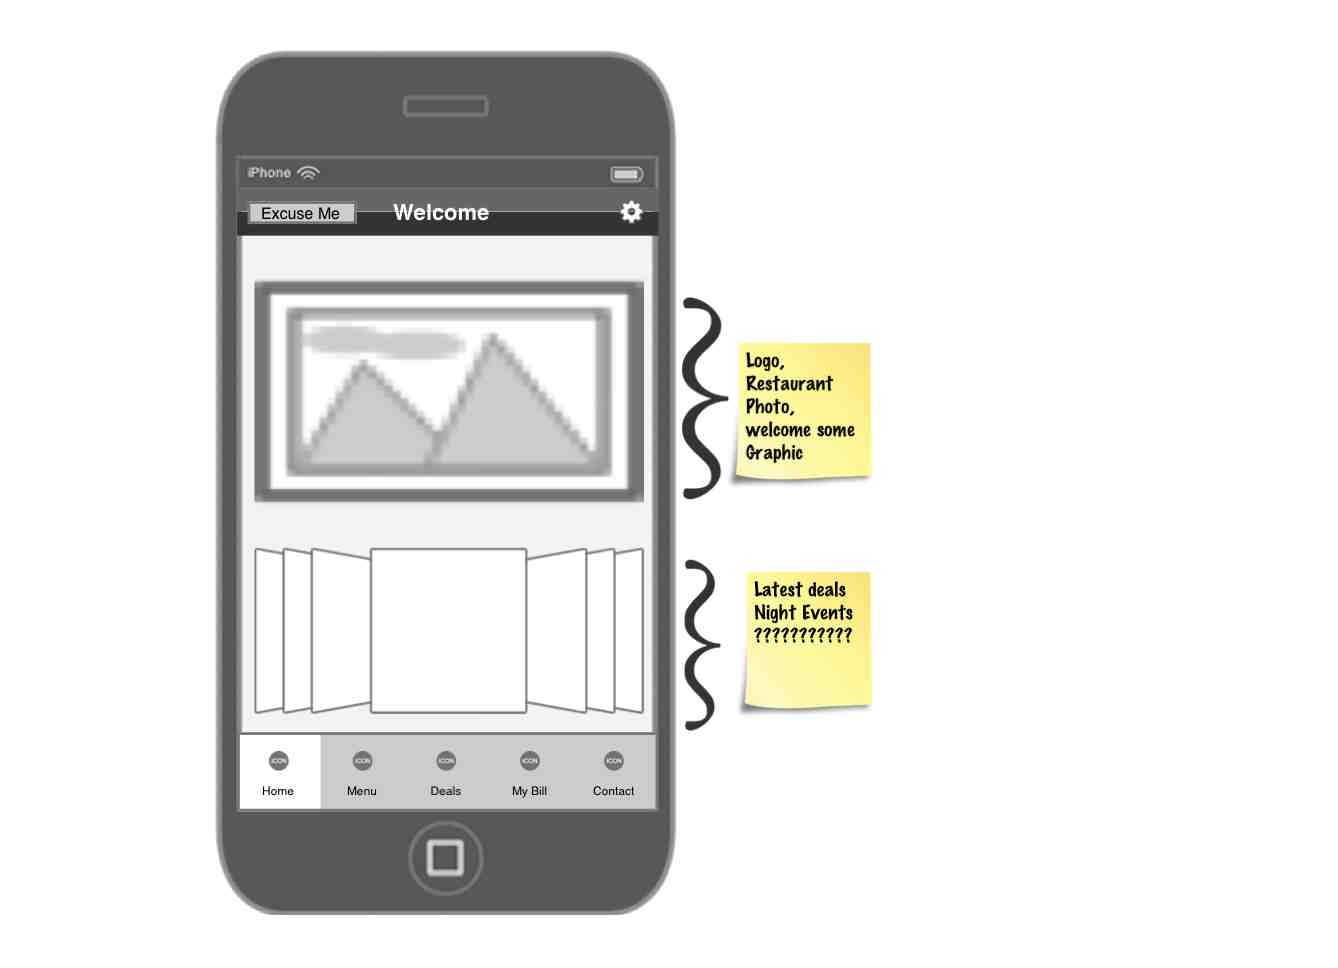 iPhone
Excuse Me
Welcome
Logo,
Restaurant
Photo,
welcome some
Graphic
Latest deals
Night Events
???????????
ICON ICON ICON ICON ICON
Home Menu Deals My Bill Contact